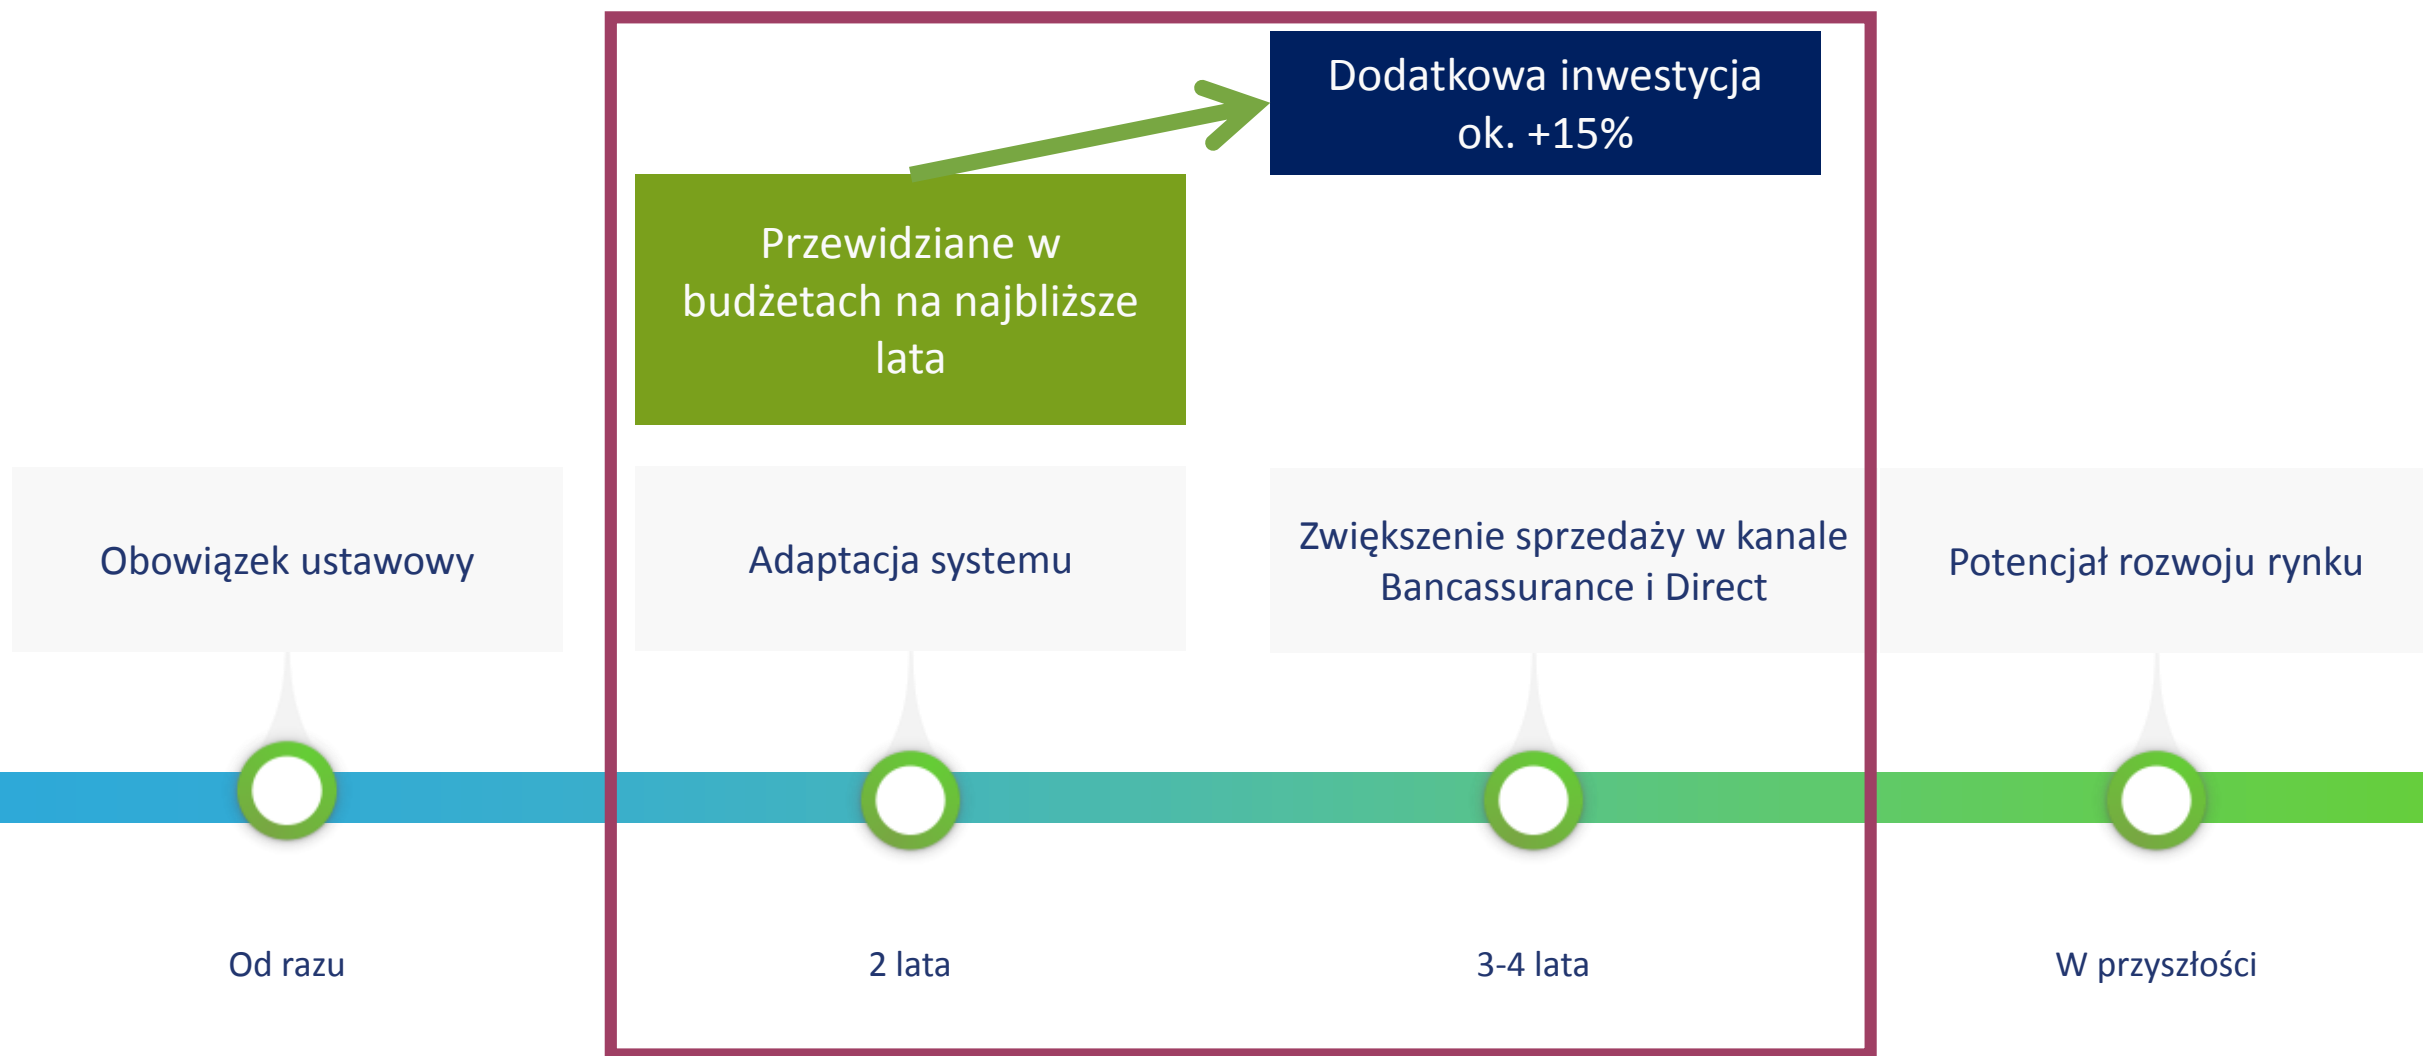 Dodatkowa inwestycja
ok. +15%
Przewidziane w
budżetach na najbliższe
lata
Obowiązek ustawowy
Adaptacja systemu
Zwiększenie sprzedaży w kanale
Bancassurance i Direct
Potencjał rozwoju rynku
Od razu
2 lata
3-4 lata
W przyszłości